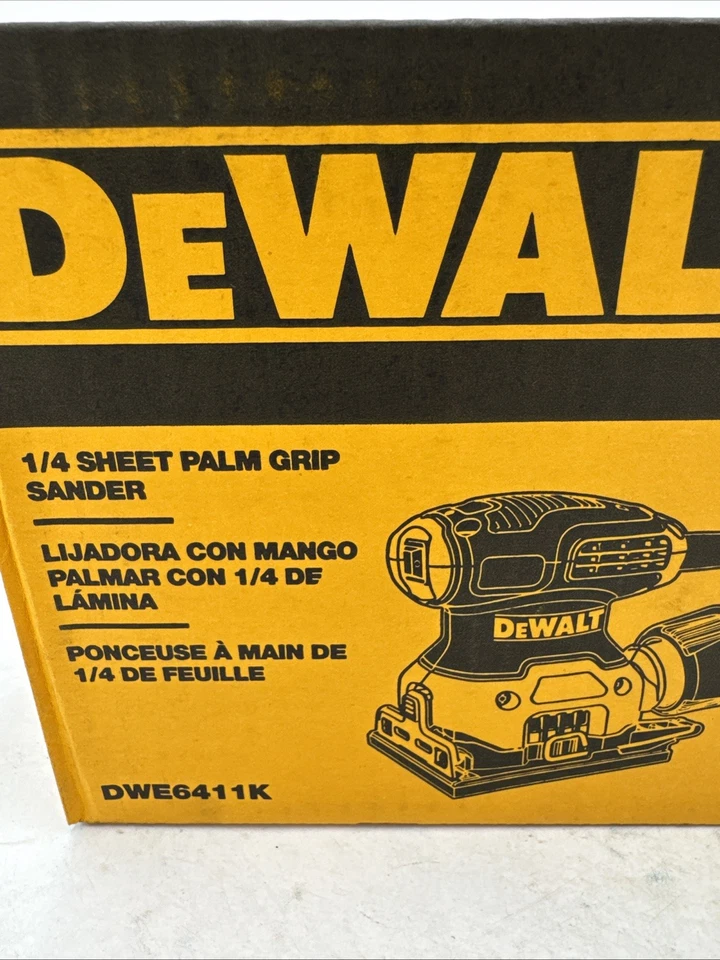 DEWAL
1/4 SHEET PALM GRIP
SANDER
LIJADORA CON MANGO
PALMAR CON 1/4 DE
LÁMINA
PONCEUSE À MAIN DE
1/4 DE FEUILLE
DEWALT
DWE6411K